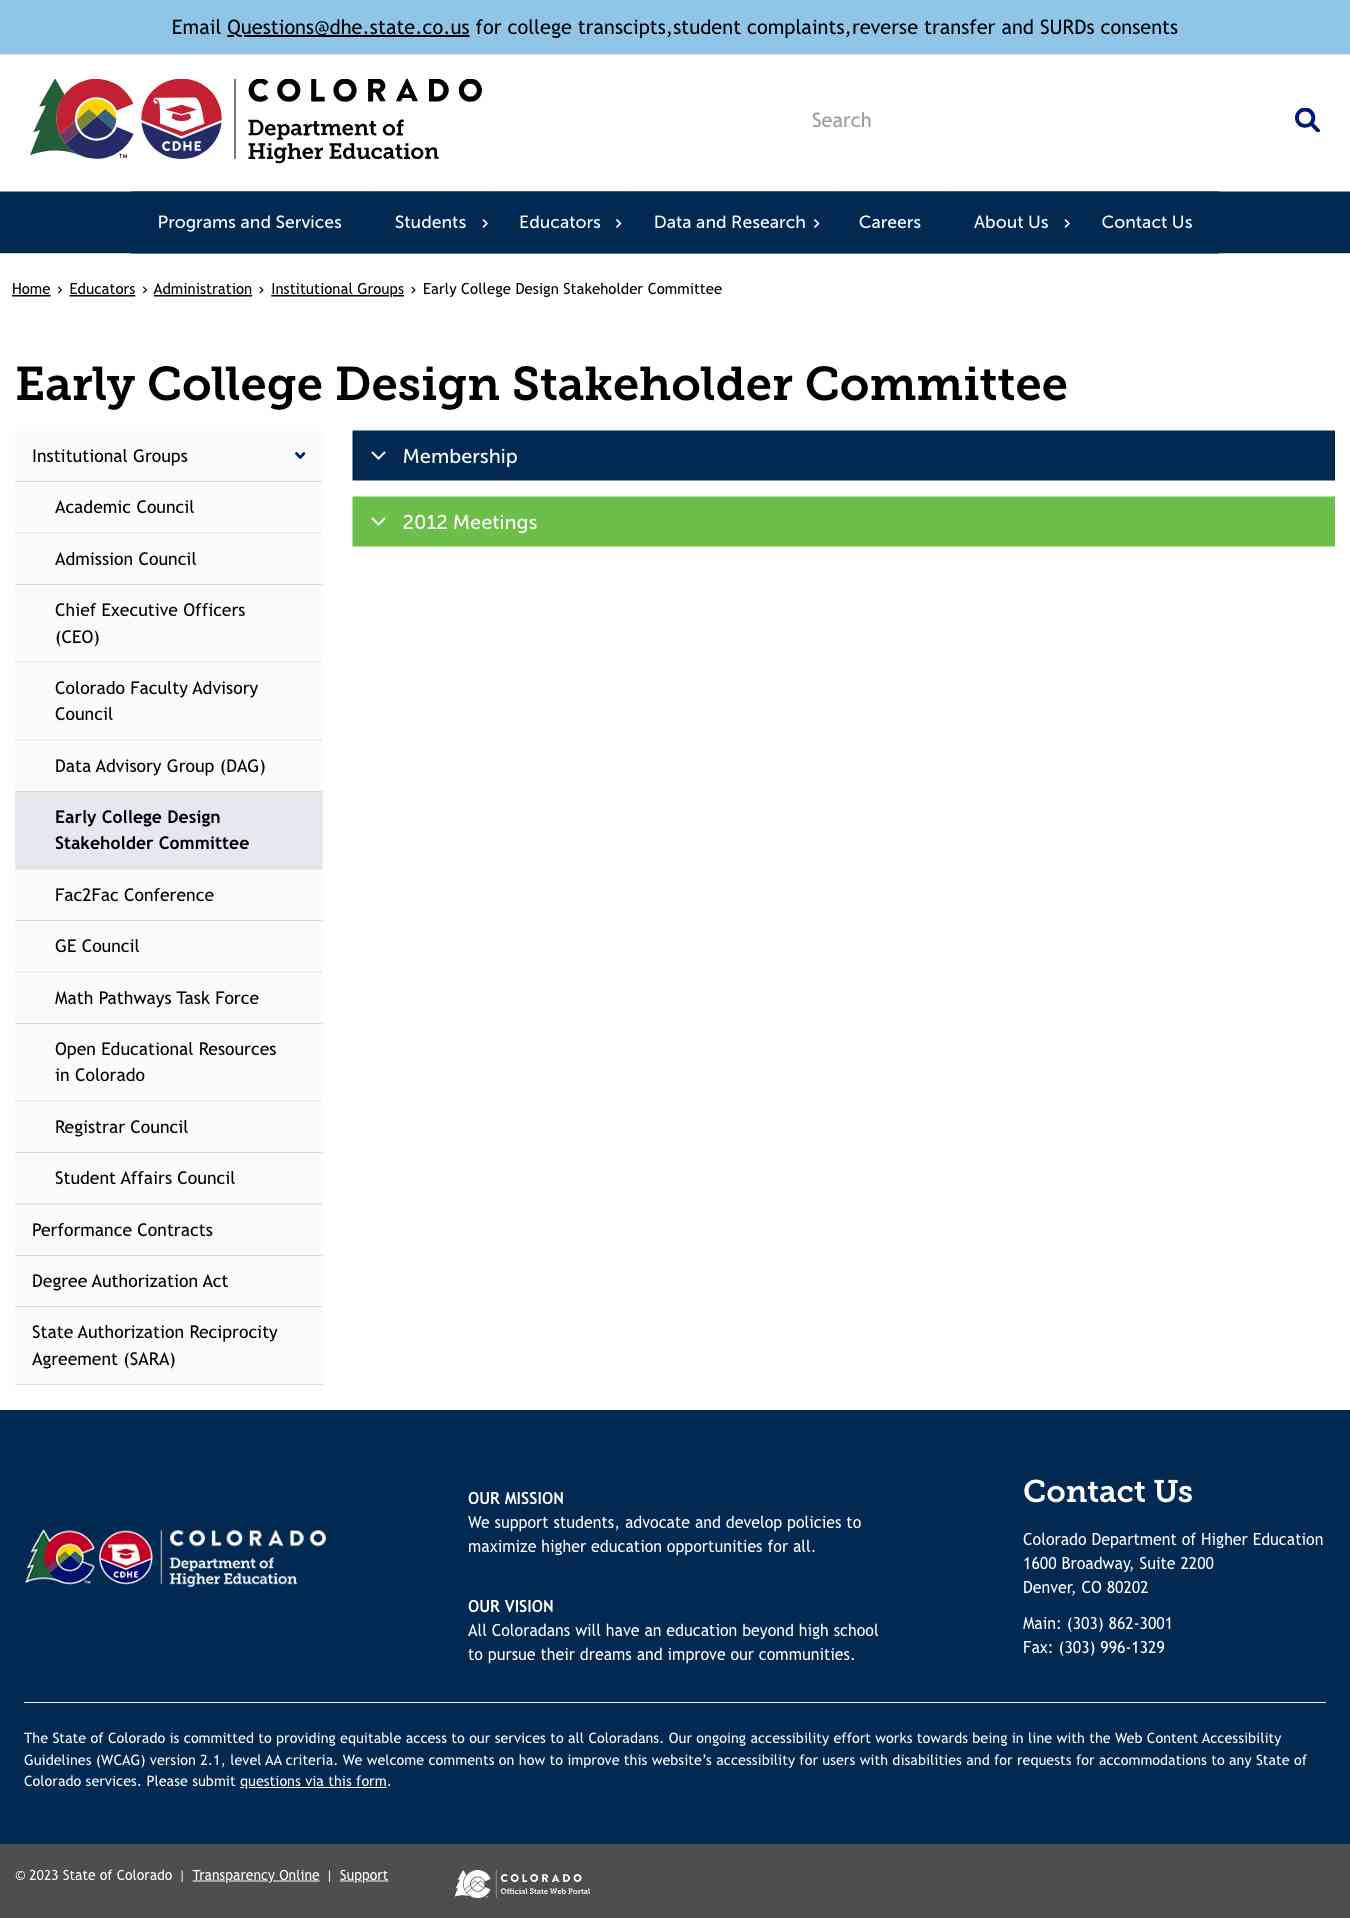 Email Questions@dhe.state.co.us for college transcipts,student complaints,reverse transfer and SURDs consents
COLORADO
Department of
Higher Education
CDHE
TM
Search
Programs and Services Students Educators Data and Research Careers About Us Contact Us
Home › Educators › Administration › Institutional Groups › Early College Design Stakeholder Committee
Early College Design Stakeholder Committee
Institutional Groups
Academic Council
Admission Council
Chief Executive Officers
(CEO)
Colorado Faculty Advisory
Council
Data Advisory Group (DAG)
Early College Design
Stakeholder Committee
Fac2Fac Conference
GE Council
Math Pathways Task Force
Open Educational Resources
in Colorado
Registrar Council
Student Affairs Council
Performance Contracts
Degree Authorization Act
State Authorization Reciprocity
Agreement (SARA)
Membership
2012 Meetings
COLORADO
Department of
Higher Education
CDHE
TM
OUR MISSION
We support students, advocate and develop policies to
maximize higher education opportunities for all.
OUR VISION
All Coloradans will have an education beyond high school
to pursue their dreams and improve our communities.
Contact Us
Colorado Department of Higher Education
1600 Broadway, Suite 2200
Denver, CO 80202
Main: (303) 862-3001
Fax: (303) 996-1329
The State of Colorado is committed to providing equitable access to our services to all Coloradans. Our ongoing accessibility effort works towards being in line with the Web Content Accessibility
Guidelines (WCAG) version 2.1, level AA criteria. We welcome comments on how to improve this website's accessibility for users with disabilities and for requests for accommodations to any State of
Colorado services. Please submit questions via this form.
© 2023 State of Colorado | Transparency Online | Support
COLORADO
Official State Web Portal